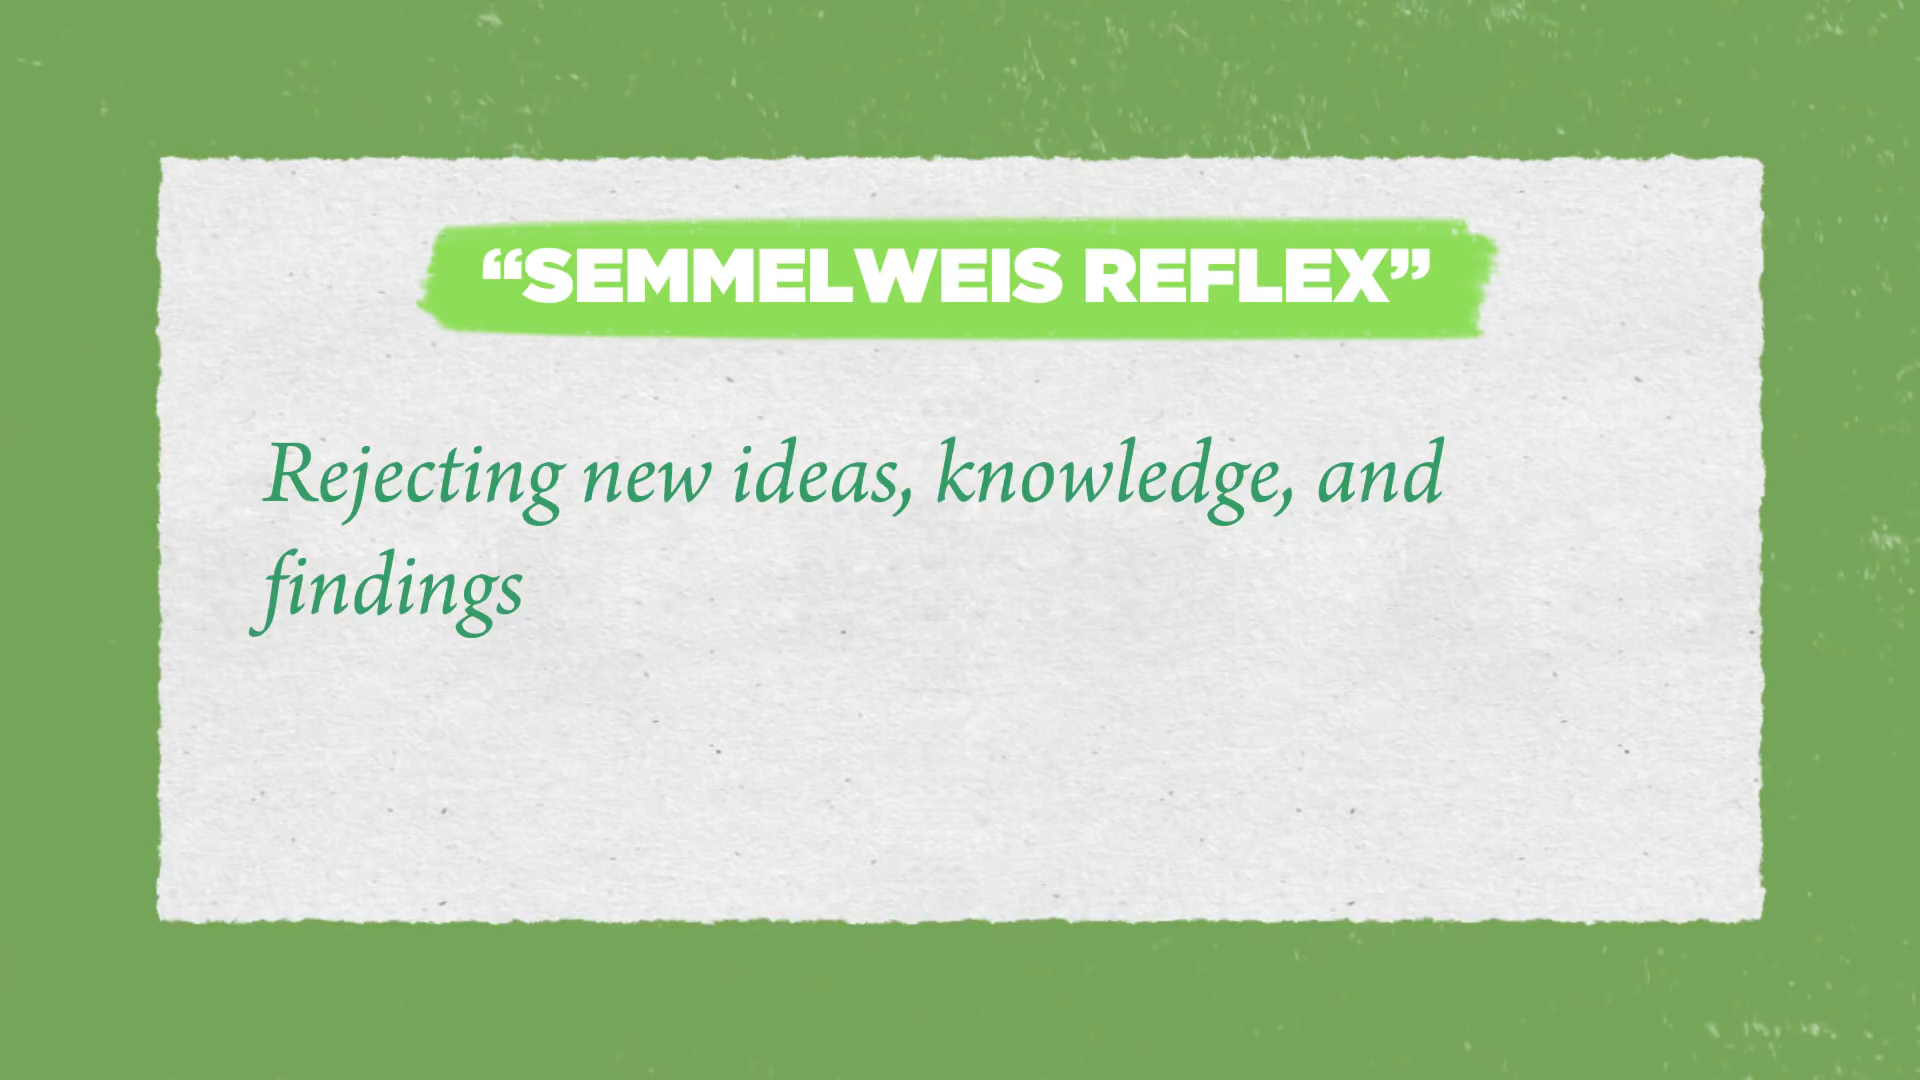 “SEMMELWEIS REFLEX”
Rejecting new ideas, knowledge, and
findings